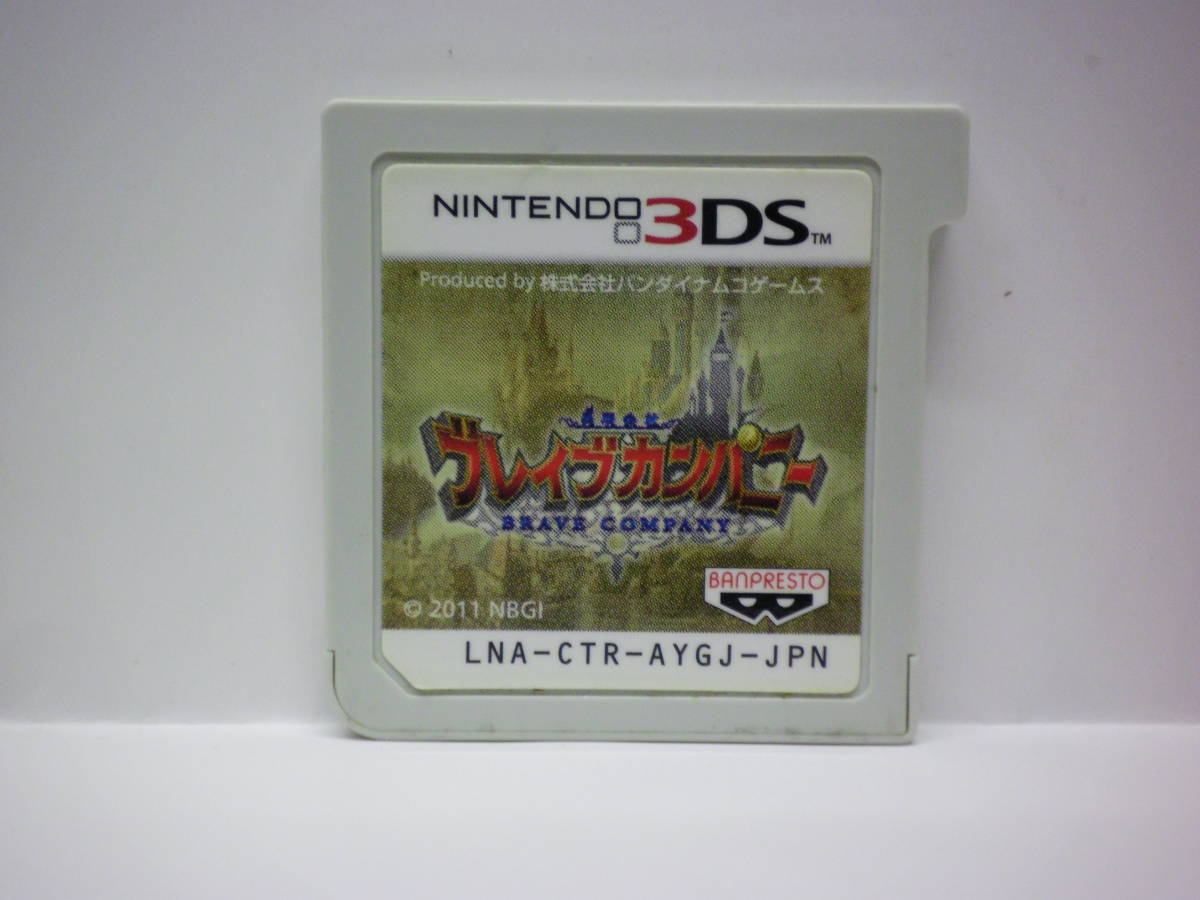 NINTENDO 3DS™
Produced by 株式会社バンダイナムコゲームス
ブレイブカンパニー
BRAVE COMPANY
BANPRESTO
© 2011 NBGI
LNA-CTR-AYGJ-JPN